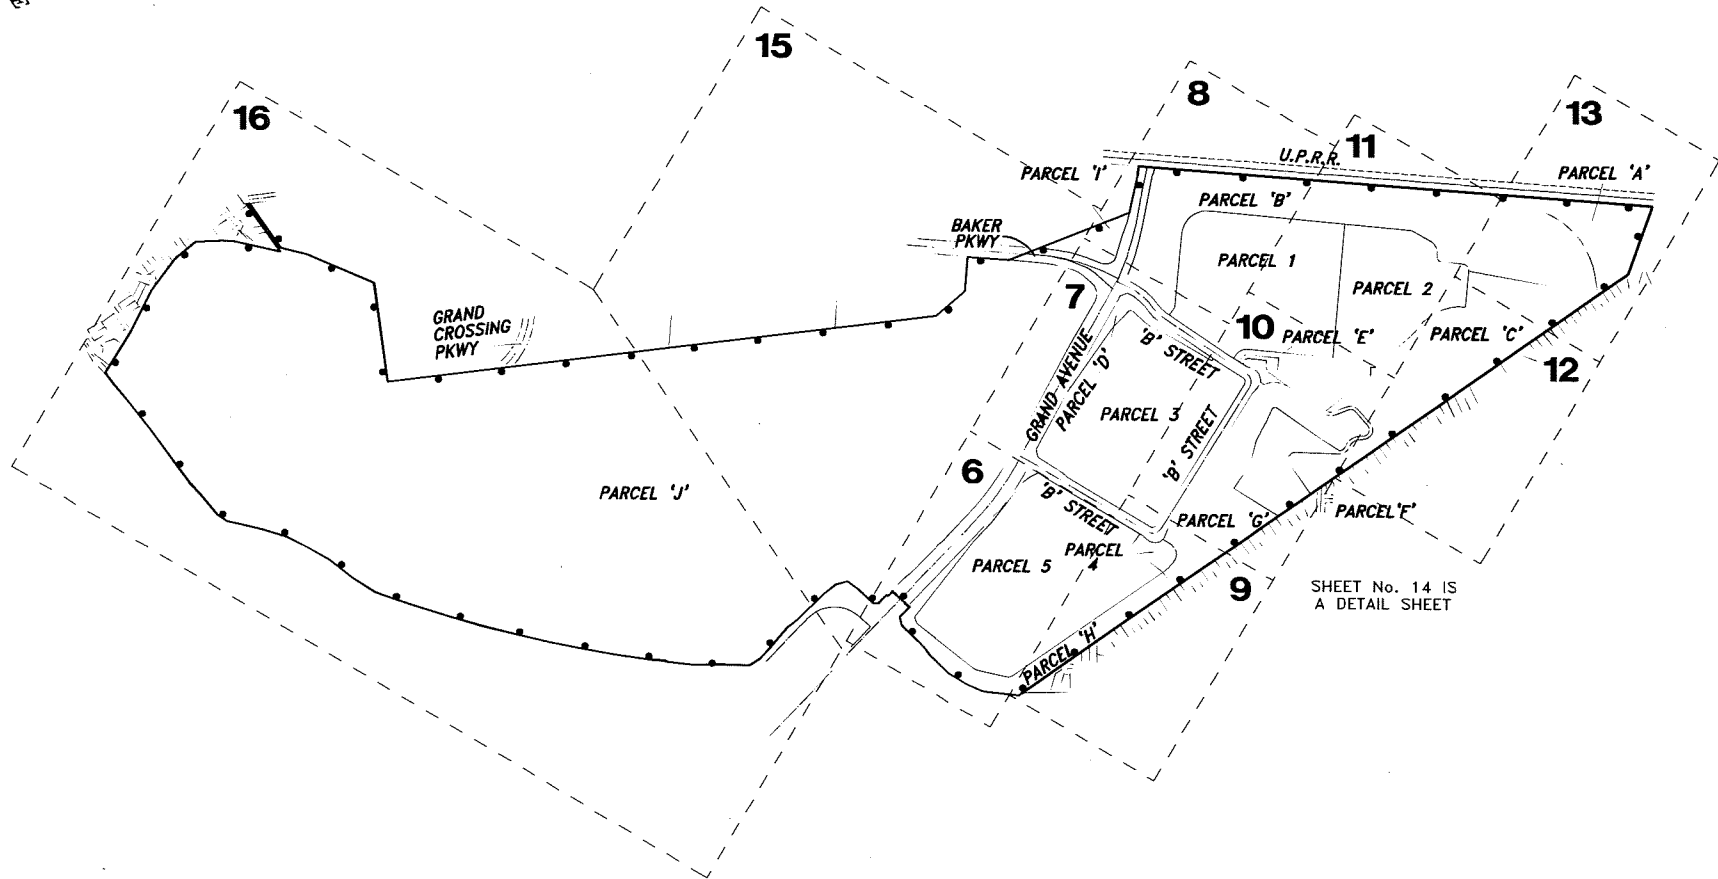 15
8
13
16
11
U.P.R.R.
PARCEL 'I'
PARCEL 'A'
PARCEL 'B'
BAKER
PKWY
PARCEL 1
7
PARCEL 2
GRAND
CROSSING
PKWY
10
PARCEL 'E'
PARCEL 'C'
'B' STREET
GRAND AVENUE
PARCEL 'D'
12
PARCEL 3
'B' STREET
6
PARCEL 'J'
'B' STREET
PARCEL 'G'
PARCEL 'F'
PARCEL
4
PARCEL 5
9
SHEET No. 14 IS
A DETAIL SHEET
PARCEL 'H'